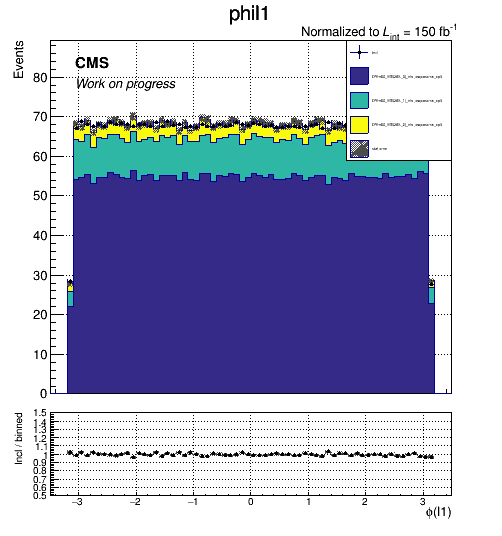 phil1
Normalized to L_int = 150 fb⁻¹
Events
CMS
Work on progress
incl
stat error
80
70
60
50
40
30
20
10
0
Incl / binned
1.5
1.4
1.3
1.2
1.1
1
0.9
0.8
0.7
0.6
0.5
−3 −2 −1 0 1 2 3
ϕ(l1)